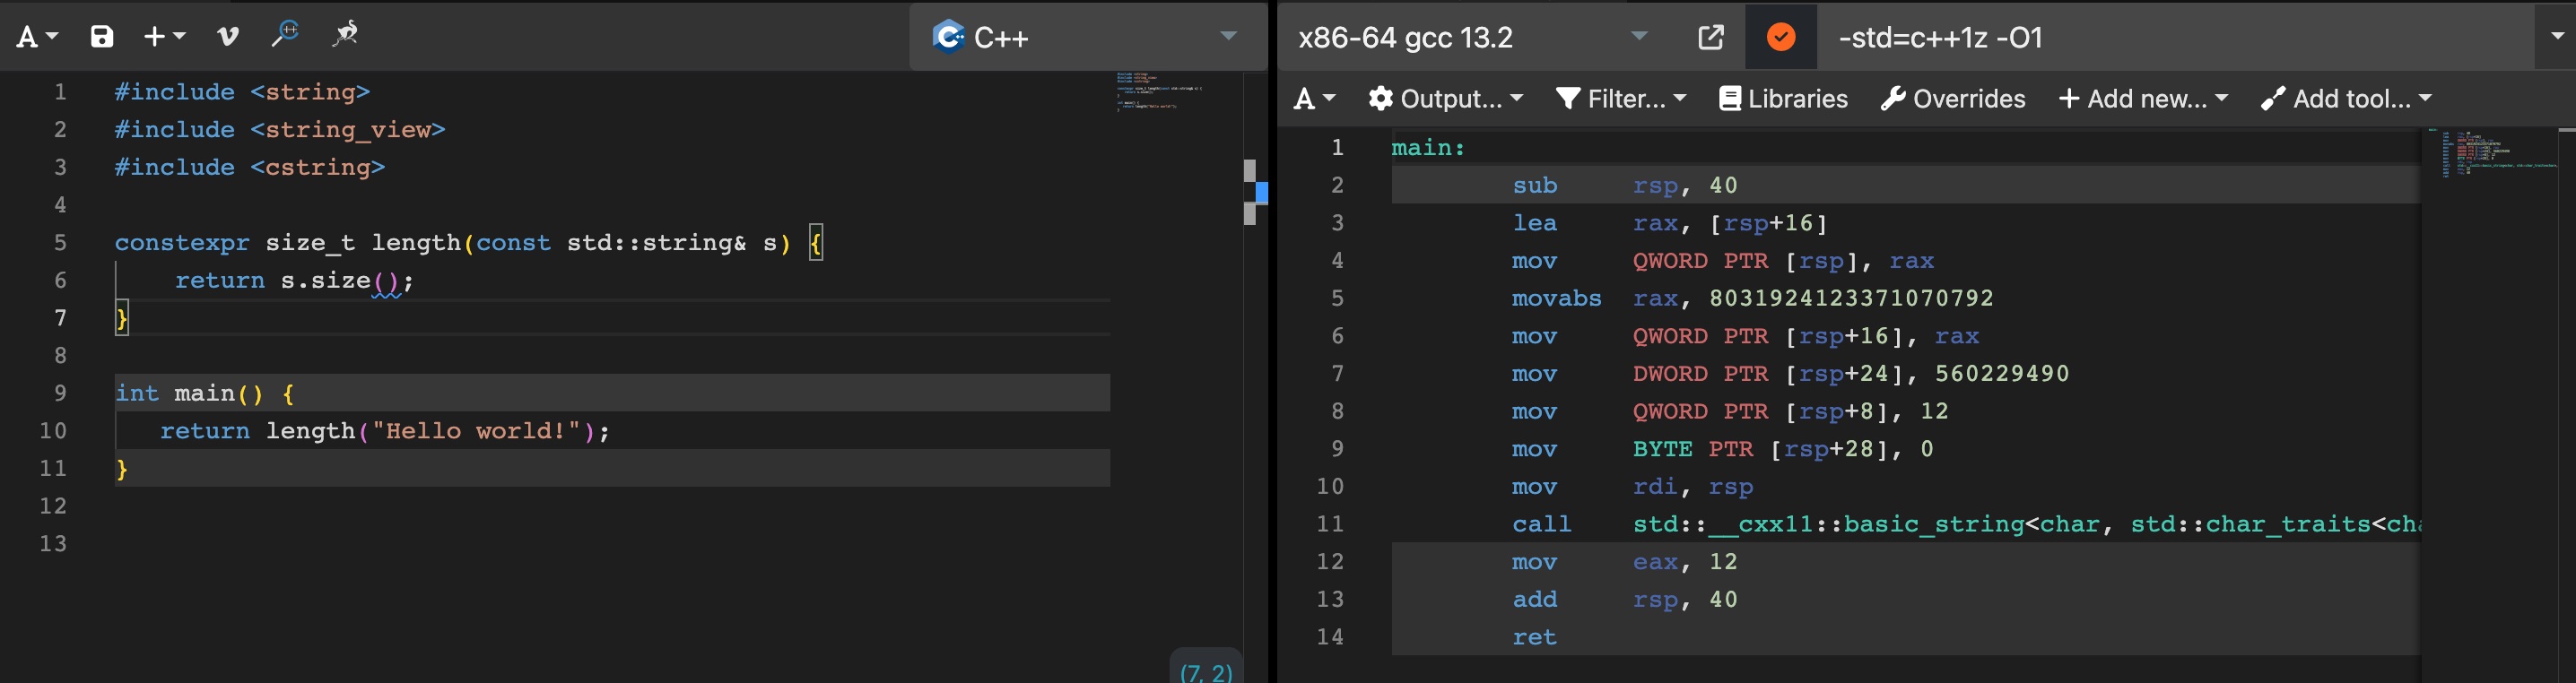 A
C++
x86-64 gcc 13.2
-std=c++1z -O1
A Output... Filter... Libraries Overrides + Add new... Add tool...
1 #include <string>
2 #include <string_view>
3 #include <cstring>
4
5 constexpr size_t length(const std::string& s) {
6 return s.size();
7 }
8
9 int main() {
10 return length("Hello world!");
11 }
12
13
(7, 2)
1 main:
2 sub rsp, 40
3 lea rax, [rsp+16]
4 mov QWORD PTR [rsp], rax
5 movabs rax, 8031924123371070792
6 mov QWORD PTR [rsp+16], rax
7 mov DWORD PTR [rsp+24], 560229490
8 mov QWORD PTR [rsp+8], 12
9 mov BYTE PTR [rsp+28], 0
10 mov rdi, rsp
11 call std::__cxx11::basic_string<char, std::char_traits<cha
12 mov eax, 12
13 add rsp, 40
14 ret